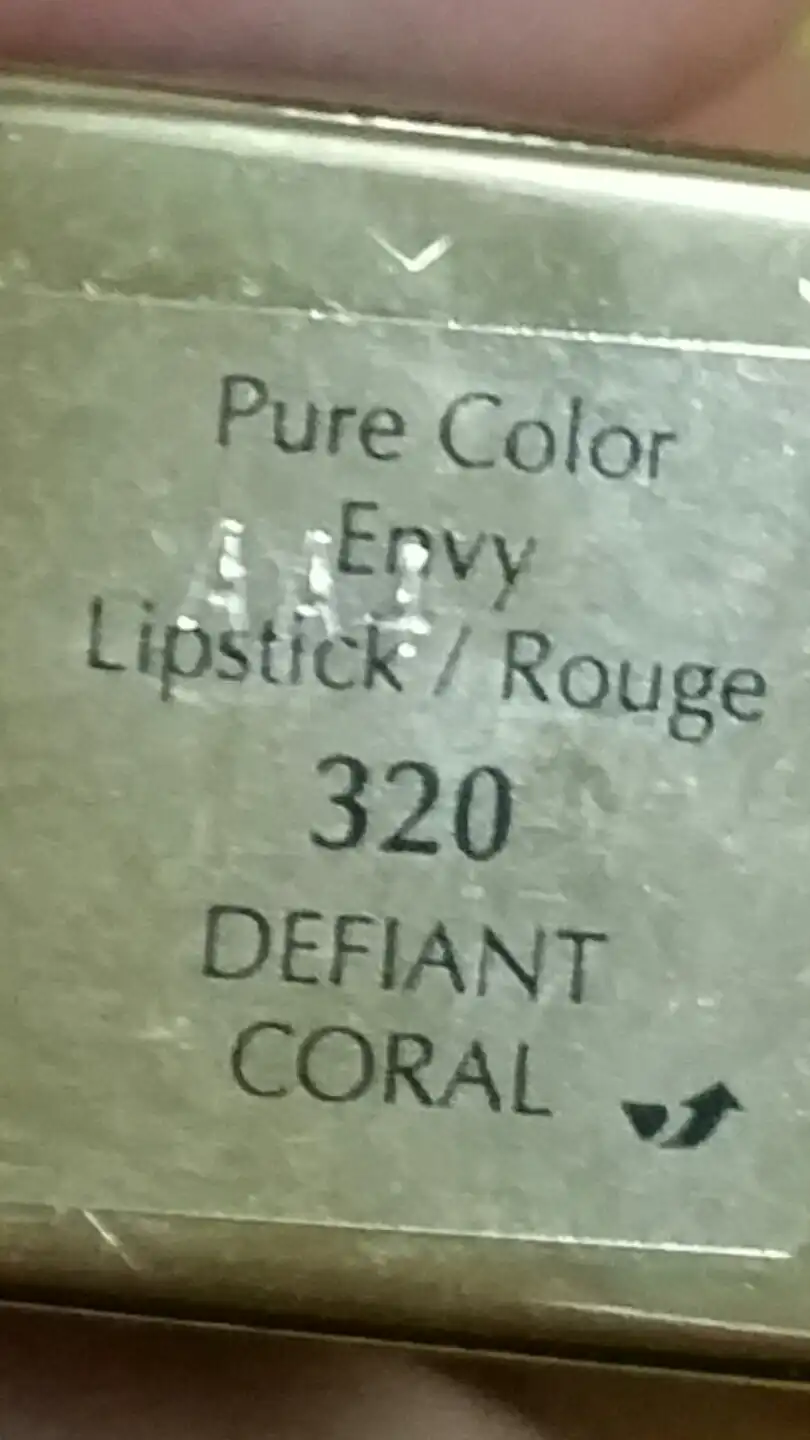 Pure Color
Envy
Lipstick / Rouge
320
DEFIANT
CORAL